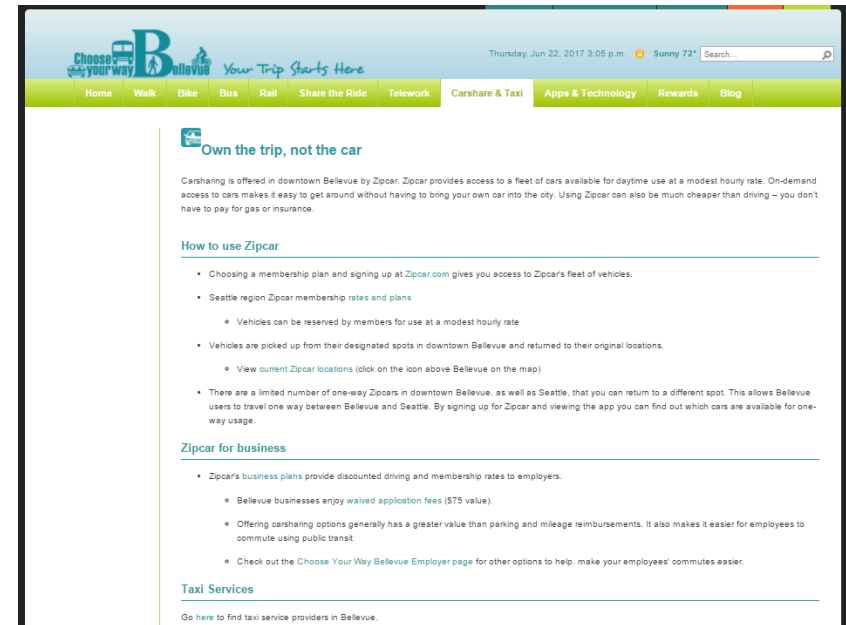 Choose your way Bellevue Your Trip Starts Here
Thursday, Jun 22, 2017 3:05 p.m. Sunny 72° Search...
Home Walk Bike Bus Rail Share the Ride Telework Carshare & Taxi Apps & Technology Rewards Blog
Own the trip, not the car
Carsharing is offered in downtown Bellevue by Zipcar. Zipcar provides access to a fleet of cars available for daytime use at a modest hourly rate. On-demand
access to cars makes it easy to get around without having to bring your own car into the city. Using Zipcar can also be much cheaper than driving – you don't
have to pay for gas or insurance.
How to use Zipcar
Choosing a membership plan and signing up at Zipcar.com gives you access to Zipcar's fleet of vehicles.
Seattle region Zipcar membership rates and plans
Vehicles can be reserved by members for use at a modest hourly rate
Vehicles are picked up from their designated spots in downtown Bellevue and returned to their original locations.
View current Zipcar locations (click on the icon above Bellevue on the map)
There are a limited number of one-way Zipcars in downtown Bellevue, as well as Seattle, that you can return to a different spot. This allows Bellevue
users to travel one way between Bellevue and Seattle. By signing up for Zipcar and viewing the app you can find out which cars are available for one-
way usage.
Zipcar for business
Zipcar's business plans provide discounted driving and membership rates to employers.
Bellevue businesses enjoy waived application fees ($75 value).
Offering carsharing options generally has a greater value than parking and mileage reimbursements. It also makes it easier for employees to
commute using public transit
Check out the Choose Your Way Bellevue Employer page for other options to help. make your employees' commutes easier.
Taxi Services
Go here to find taxi service providers in Bellevue.